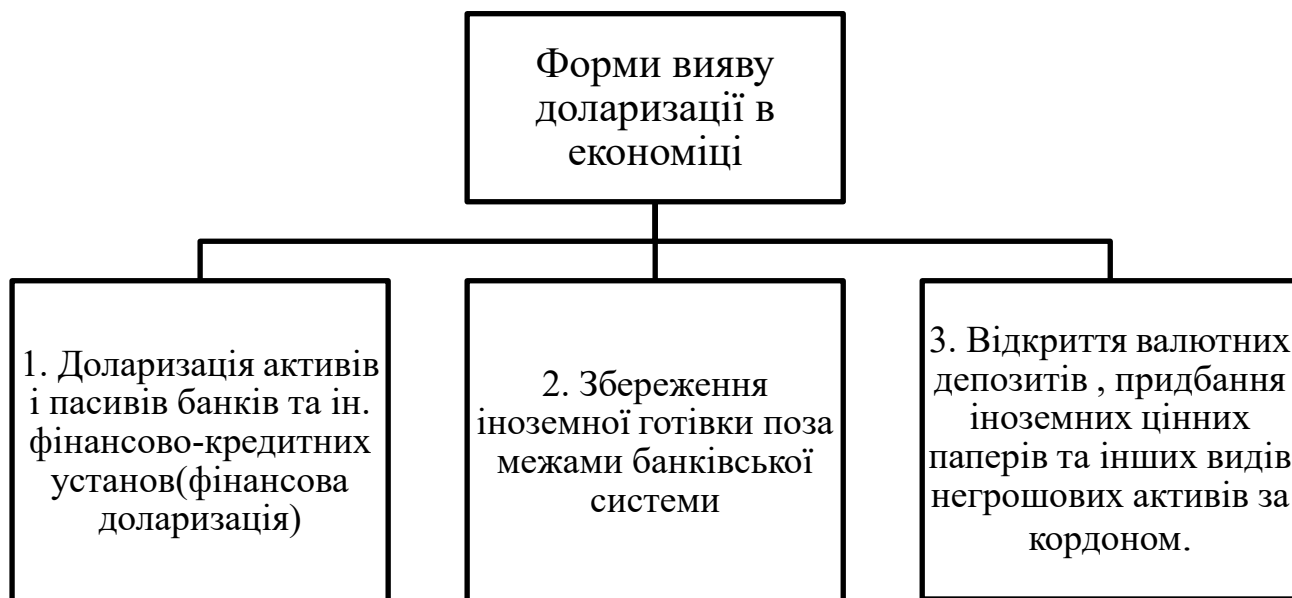 Форми вияву
доларизації в
економіці
1. Доларизація активів
і пасивів банків та ін.
фінансово-кредитних
установ(фінансова
доларизація)
2. Збереження
іноземної готівки поза
межами банківської
системи
3. Відкриття валютних
депозитів , придбання
іноземних цінних
паперів та інших видів
негрошових активів за
кордоном.